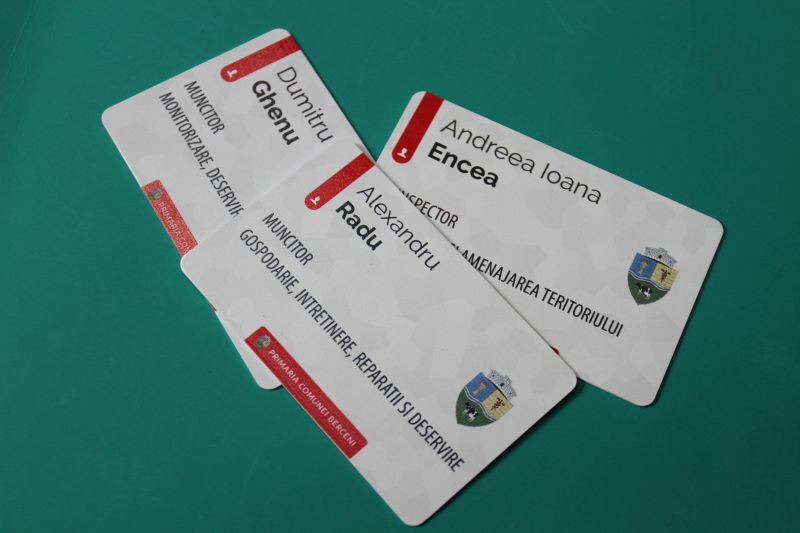 Dumitru
Ghenu
MUNCITOR
MONITORIZARE,
PRIMARIA
Andreea Ioana
Encea
INSPECTOR
AMENAJAREA TERITORIULUI
Alexandru
Radu
MUNCITOR
GOSPODARIE, INTRETINERE, REPARATII SI DESERVIRE
PRIMARIA COMUNEI BERCENI